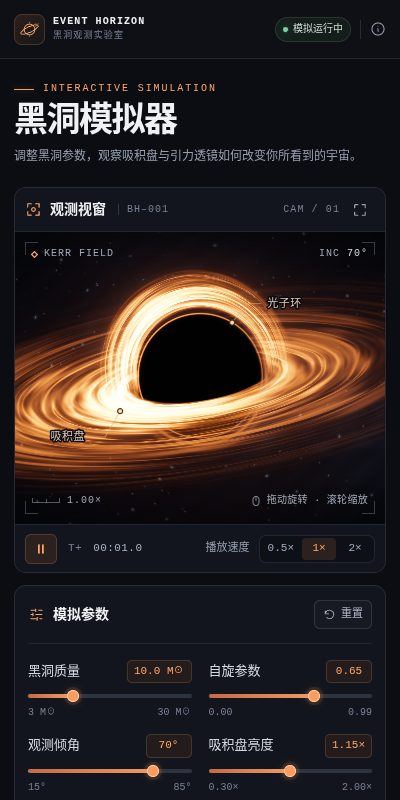 EVENT HORIZON
黑洞观测实验室
模拟运行中
INTERACTIVE SIMULATION
黑洞模拟器
调整黑洞参数，观察吸积盘与引力透镜如何改变你所看到的宇宙。
观测视窗 BH-001 CAM / 01
KERR FIELD INC 70°
光子环
吸积盘
1.00× 拖动旋转 · 滚轮缩放
T+ 00:01.0 播放速度 0.5× 1× 2×
模拟参数 重置
黑洞质量 10.0 M☉ 自旋参数 0.65
3 M☉ 30 M☉ 0.00 0.99
观测倾角 70° 吸积盘亮度 1.15×
15° 85° 0.30× 2.00×